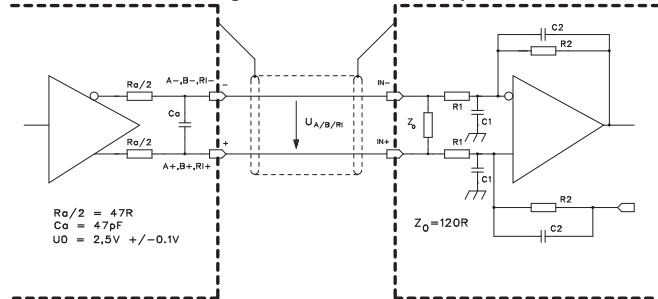 C2
R2
Ra/2
A-,B-,RI-
-
IN-
R1
Ca
U A/B/RI
Z₀
C1
Ra/2
+
A+,B+,RI+
IN+
R1
C1
R2
C2
Ra/2 = 47R
Ca = 47pF
U0 = 2,5V +/-0.1V
Z₀=120R